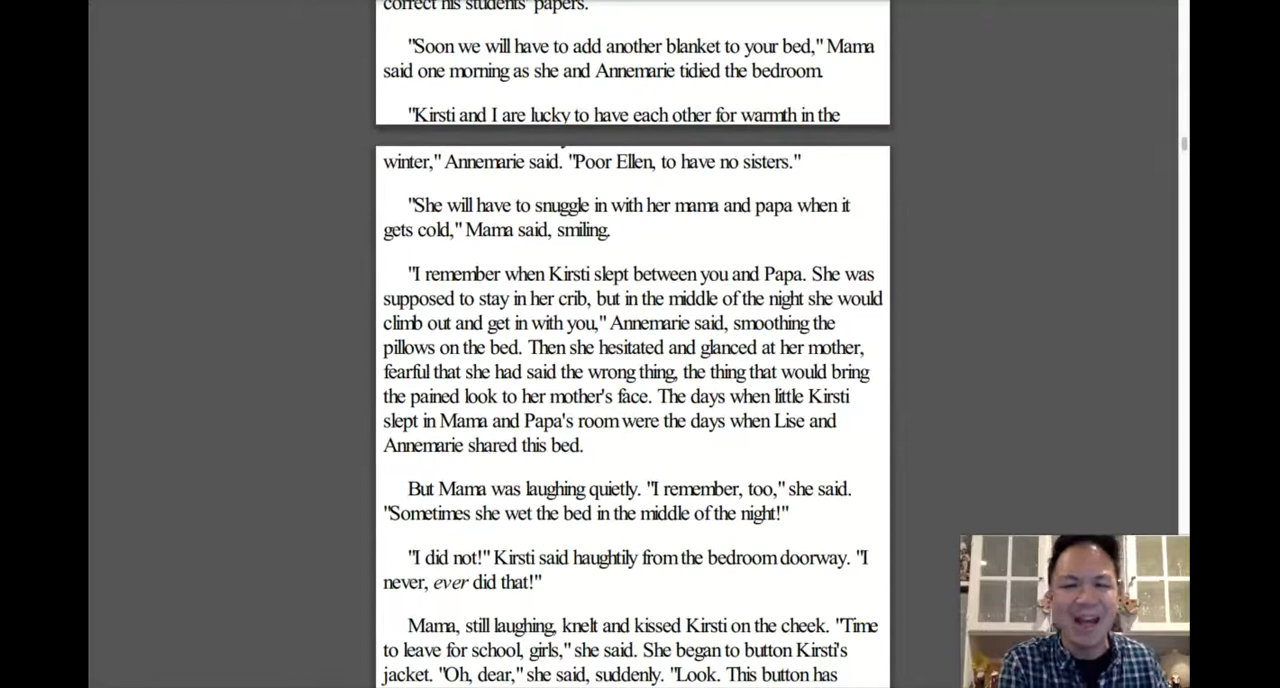 correct his students' papers.
"Soon we will have to add another blanket to your bed," Mama
said one morning as she and Annemarie tidied the bedroom.
"Kirsti and I are lucky to have each other for warmth in the
winter," Annemarie said. "Poor Ellen, to have no sisters."
"She will have to snuggle in with her mama and papa when it
gets cold," Mama said, smiling.
"I remember when Kirsti slept between you and Papa. She was
supposed to stay in her crib, but in the middle of the night she would
climb out and get in with you," Annemarie said, smoothing the
pillows on the bed. Then she hesitated and glanced at her mother,
fearful that she had said the wrong thing, the thing that would bring
the pained look to her mother's face. The days when little Kirsti
slept in Mama and Papa's room were the days when Lise and
Annemarie shared this bed.
But Mama was laughing quietly. "I remember, too," she said.
"Sometimes she wet the bed in the middle of the night!"
"I did not!" Kirsti said haughtily from the bedroom doorway. "I
never, ever did that!"
Mama, still laughing, knelt and kissed Kirsti on the cheek. "Time
to leave for school, girls," she said. She began to button Kirsti's
jacket. "Oh, dear," she said, suddenly. "Look. This button has